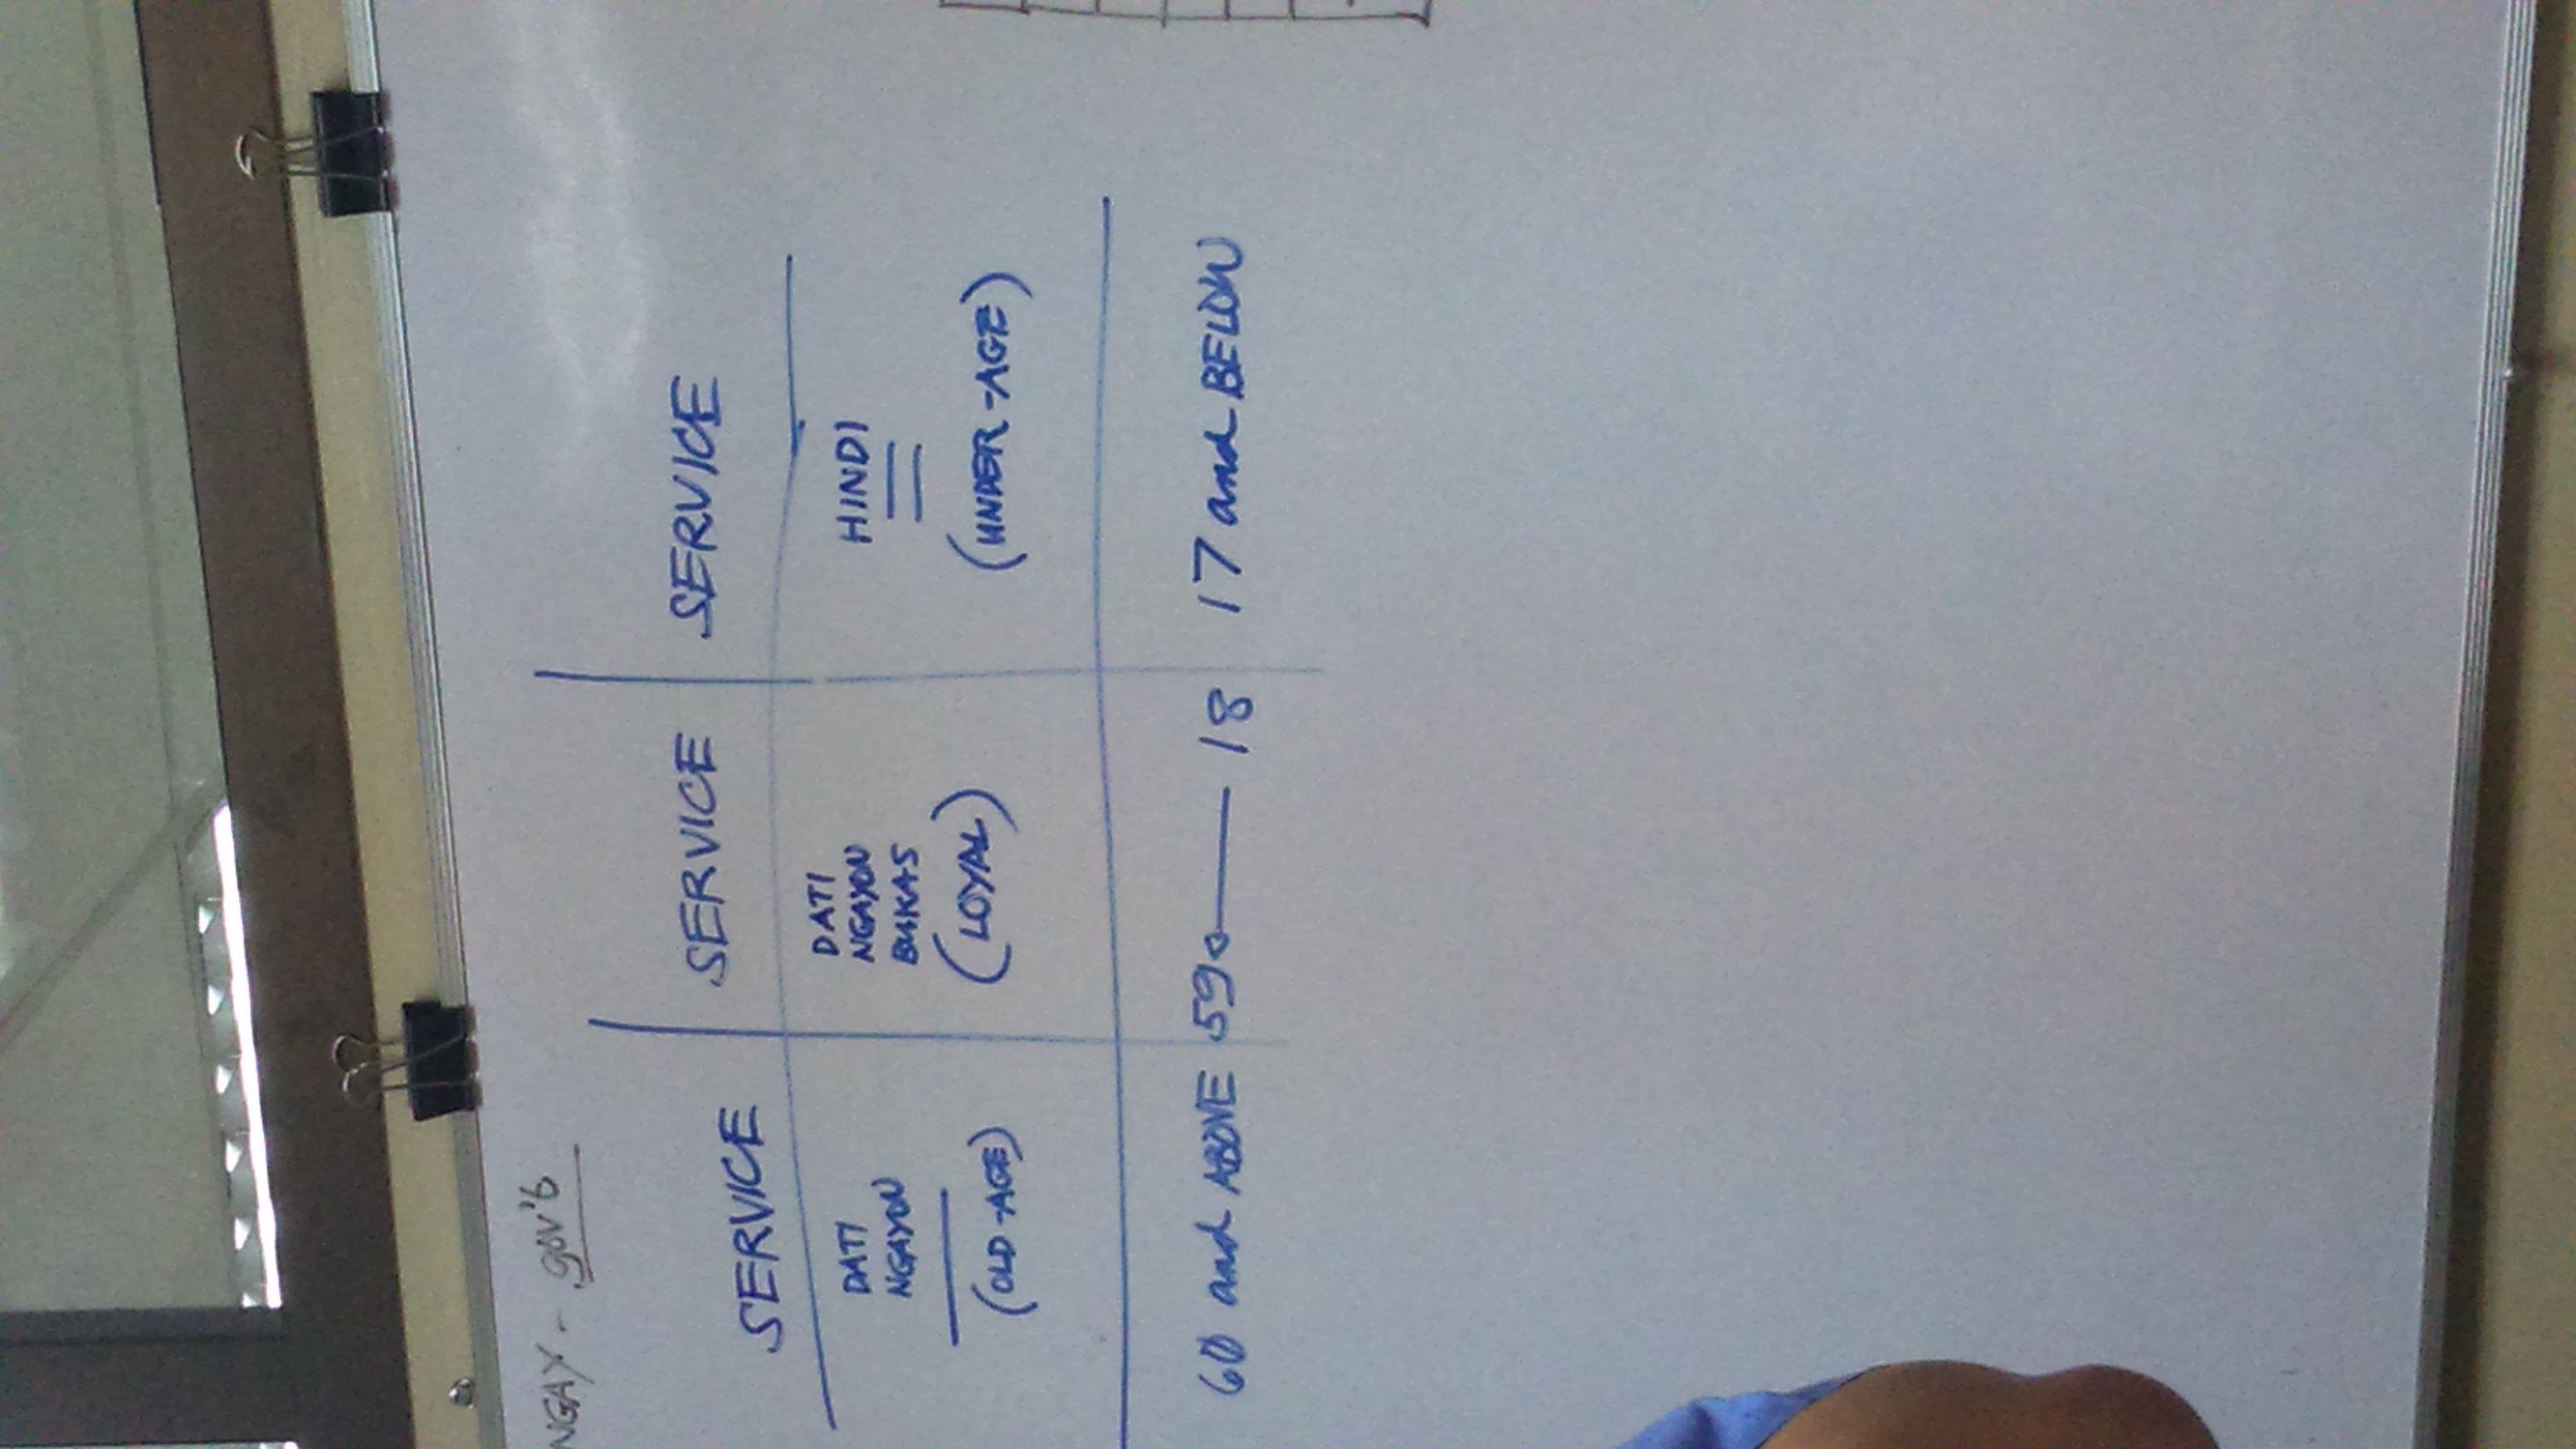 NGAY - gov't
SERVICE SERVICE SERVICE
DATI
NGAYON
(OLD-AGE)
DATI
NGAYON
BUKAS
(LOYAL)
HINDI
(UNDER-AGE)
60 and ABOVE 59 18 17 and BELOW